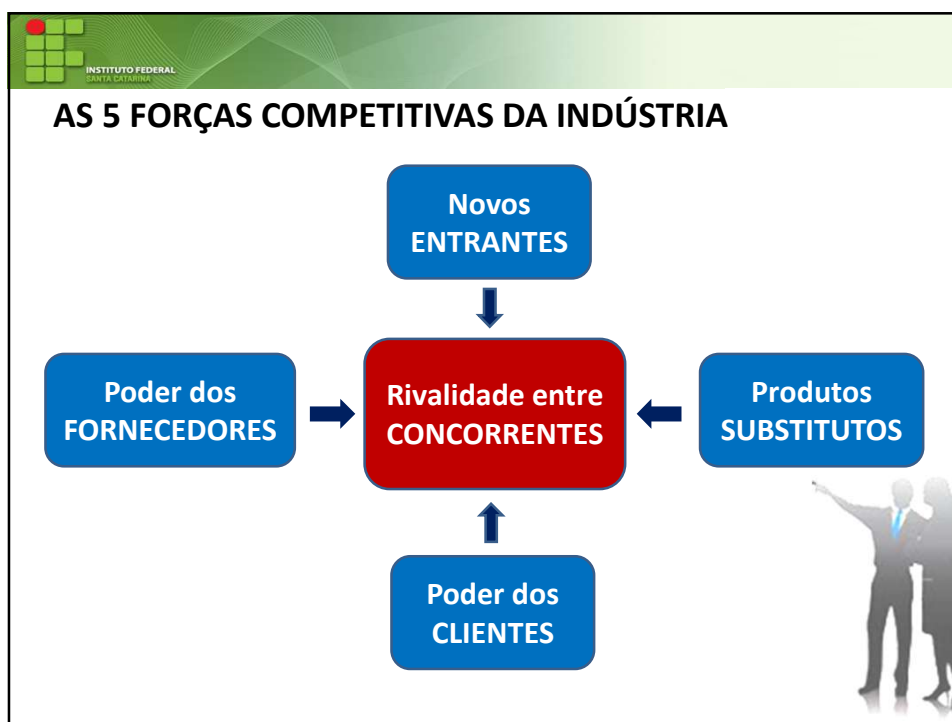 INSTITUTO FEDERAL
SANTA CATARINA
AS 5 FORÇAS COMPETITIVAS DA INDÚSTRIA
Novos
ENTRANTES
Poder dos
FORNECEDORES
Rivalidade entre
CONCORRENTES
Produtos
SUBSTITUTOS
Poder dos
CLIENTES